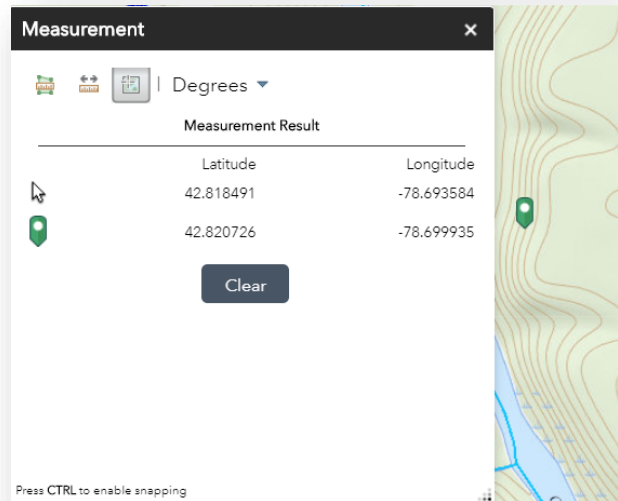 Measurement
Degrees
Measurement Result
Latitude Longitude
42.818491 -78.693584
42.820726 -78.699935
Clear
Press CTRL to enable snapping